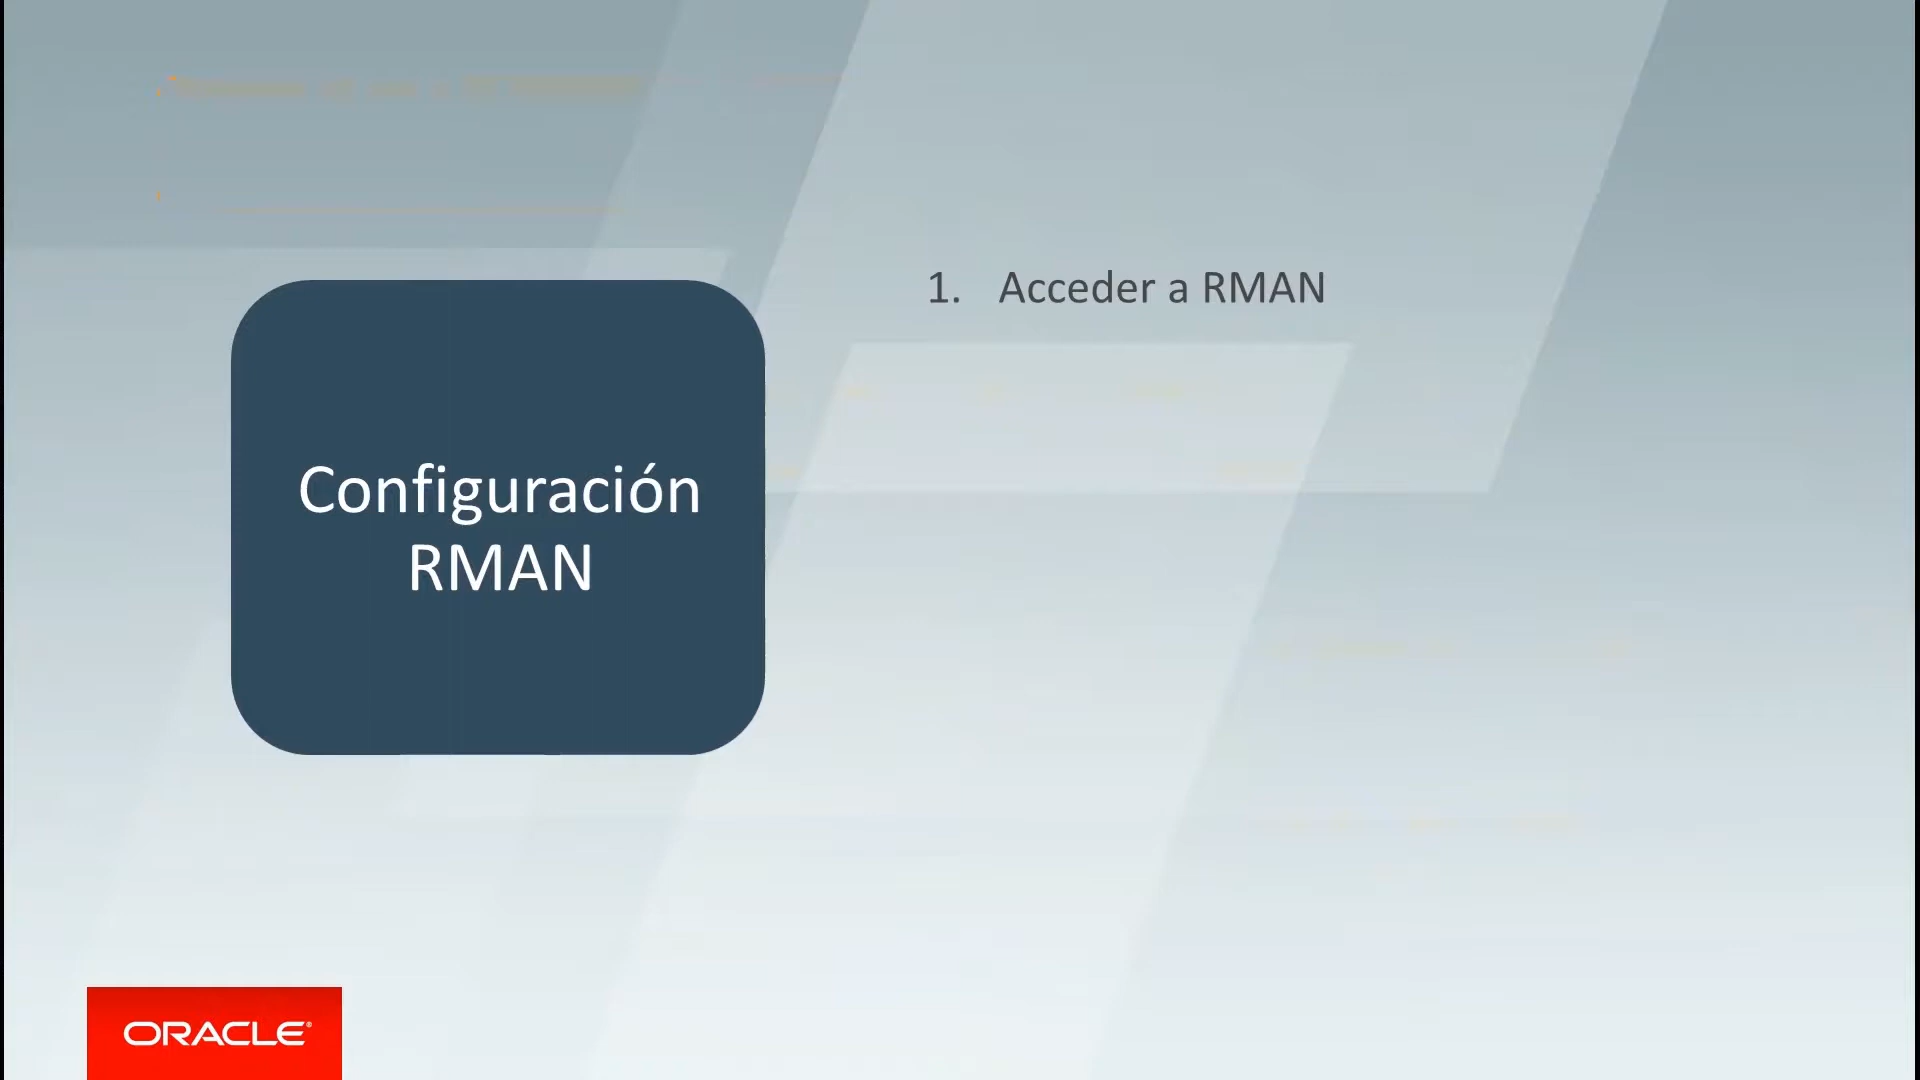 1. Acceder a RMAN
Configuración
RMAN
ORACLE®